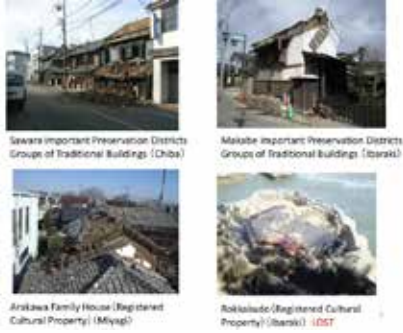 Sawara Important Preservation Districts
Groups of Traditional Buildings (Chiba)
Makabe Important Preservation Districts
Groups of Traditional Buildings (Ibaraki)
Arakawa Family House (Registered
Cultural Property) (Miyagi)
Rokkakudo (Registered Cultural
Property) (Ibaraki) LOST